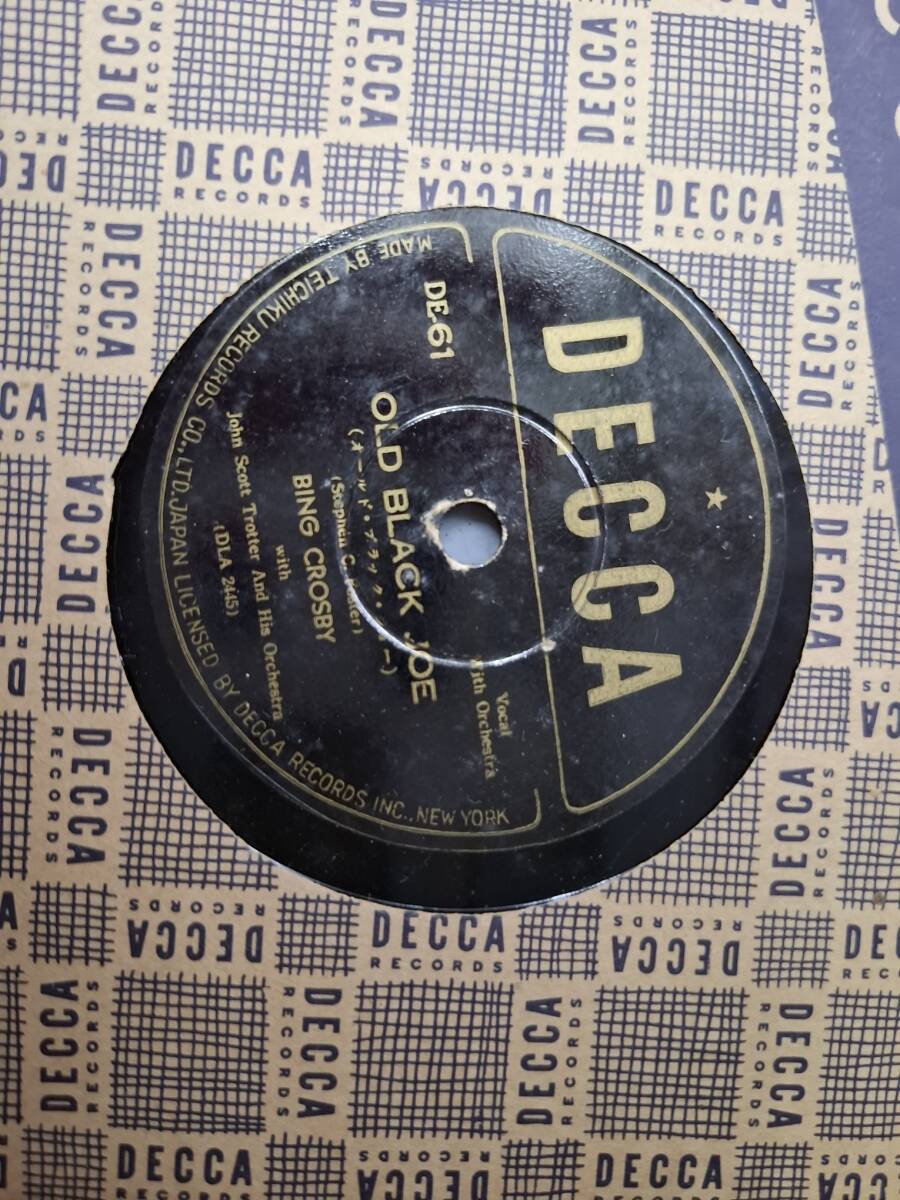 DECCA
Vocal
With Orchestra
DE-61
OLD BLACK JOE
(オールド・ブラック・ー)
(Stephen C. Foster)
BING CROSBY
with
John Scott Trotter And His Orchestra
(DLA 2445)
MADE BY TEICHIKU RECORDS CO., LTD. JAPAN LICENSED BY DECCA RECORDS INC., NEW YORK
DECCA
RECORDS